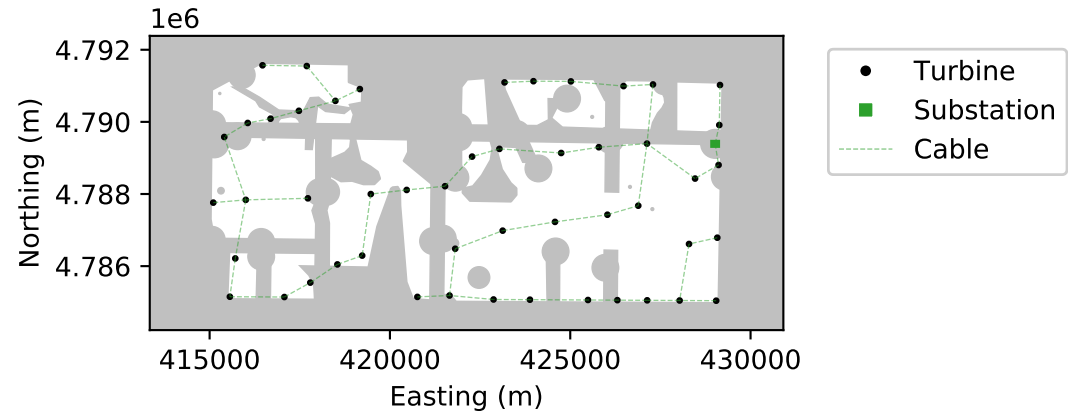 1e6
4.792
4.790
4.788
4.786
Northing (m)
415000 420000 425000 430000
Easting (m)
Turbine
Substation
Cable